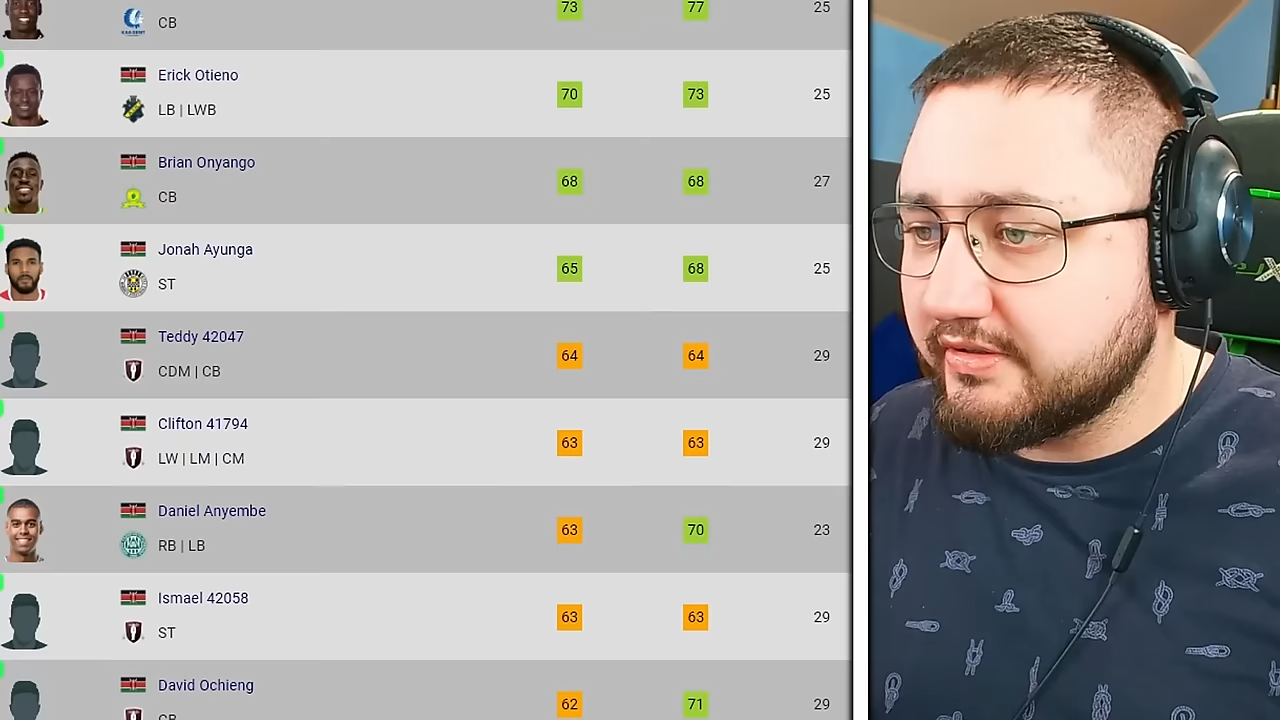 CB 73 77 25
Erick Otieno
LB | LWB 70 73 25
Brian Onyango
CB 68 68 27
Jonah Ayunga
ST 65 68 25
Teddy 42047
CDM | CB 64 64 29
Clifton 41794
LW | LM | CM 63 63 29
Daniel Anyembe
RB | LB 63 70 23
Ismael 42058
ST 63 63 29
David Ochieng
CB 62 71 29